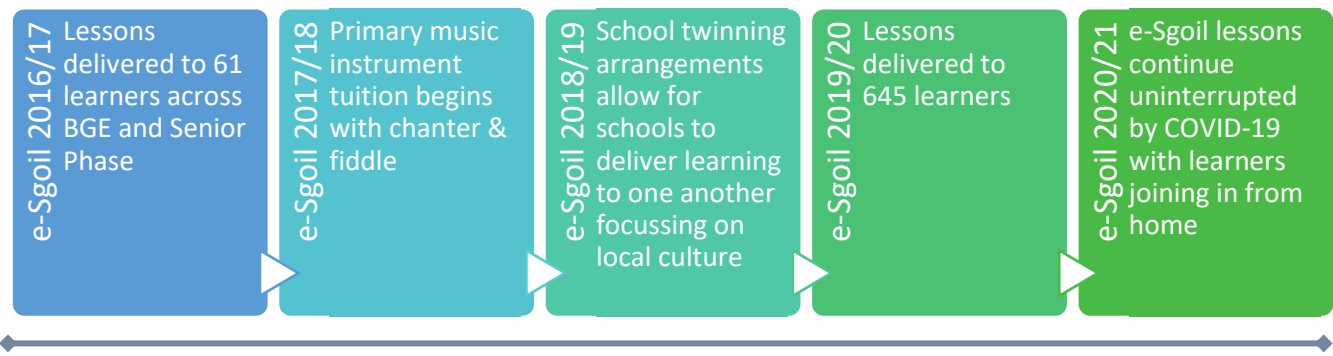 e-Sgoil 2016/17
Lessons
delivered to 61
learners across
BGE and Senior
Phase
e-Sgoil 2017/18
Primary music
instrument
tuition begins
with chanter &
fiddle
e-Sgoil 2018/19
School twinning
arrangements
allow for
schools to
deliver learning
to one another
focussing on
local culture
e-Sgoil 2019/20
Lessons
delivered to
645 learners
e-Sgoil 2020/21
e-Sgoil lessons
continue
uninterrupted
by COVID-19
with learners
joining in from
home